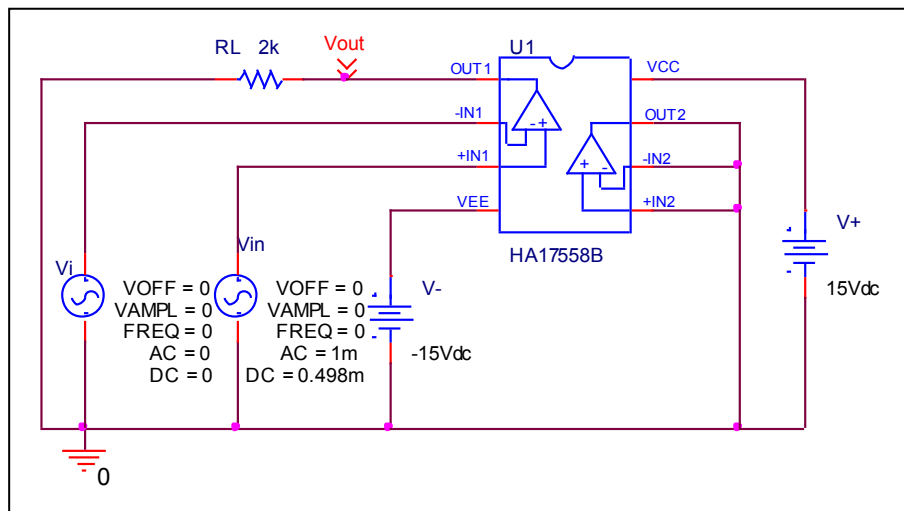 RL 2k
Vout
U1
OUT1
VCC
-IN1
OUT2
+IN1
-IN2
VEE
+IN2
HA17558B
Vi
Vin
V-
V+
VOFF = 0
VAMPL = 0
FREQ = 0
AC = 0
DC = 0
VOFF = 0
VAMPL = 0
FREQ = 0
AC = 1m
DC = 0.498m
-15Vdc
15Vdc
0